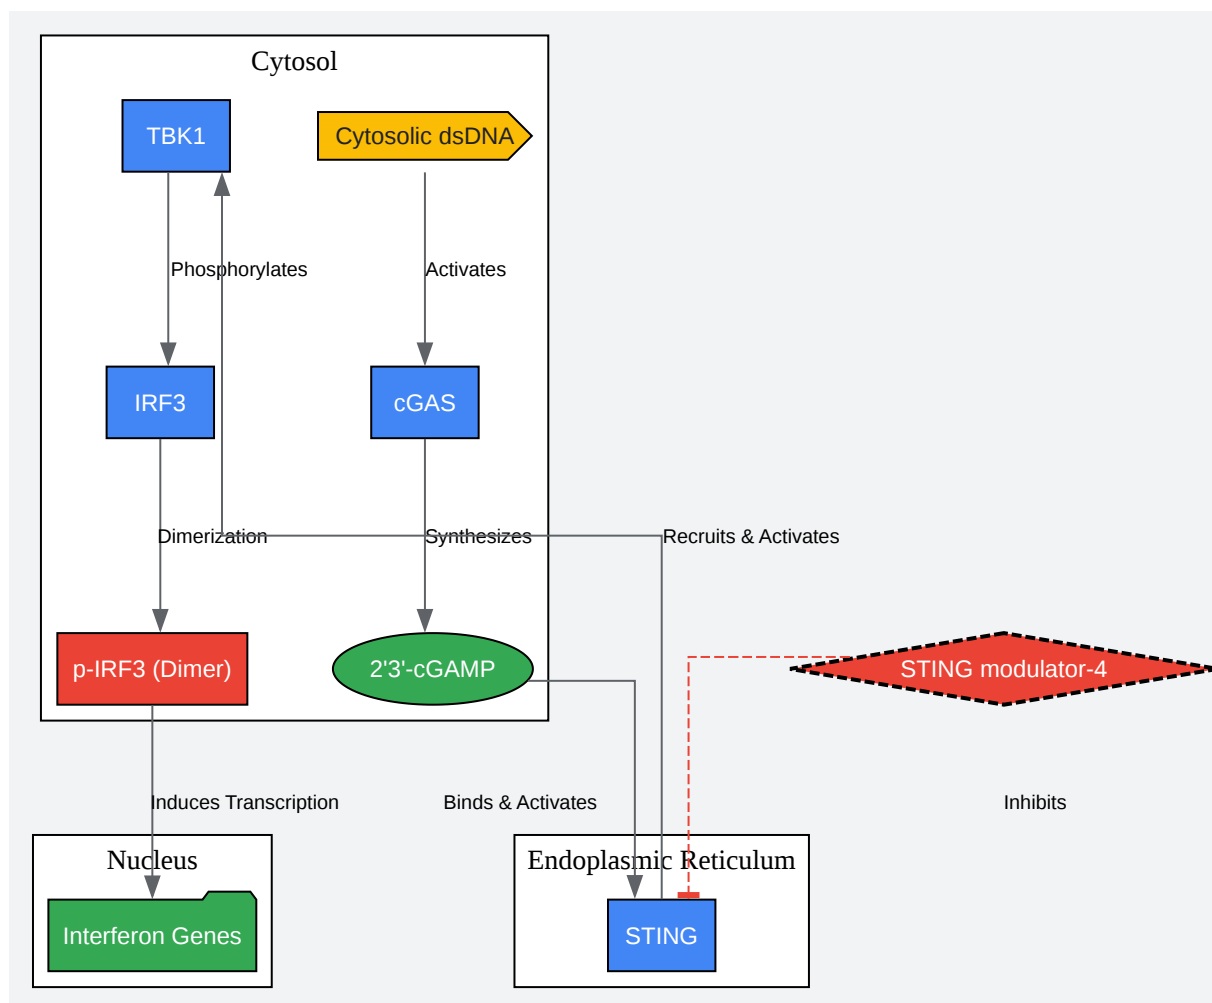 Cytosol
TBK1
Cytosolic dsDNA
Phosphorylates
Activates
IRF3
cGAS
Dimerization
Synthesizes
Recruits & Activates
p-IRF3 (Dimer)
2'3'-cGAMP
STING modulator-4
Induces Transcription
Binds & Activates
Inhibits
Nucleus
Endoplasmic Reticulum
Interferon Genes
STING